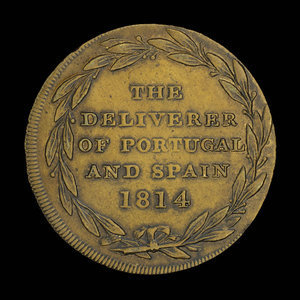 THE
DELIVERER
OF PORTUGAL
AND SPAIN
1814